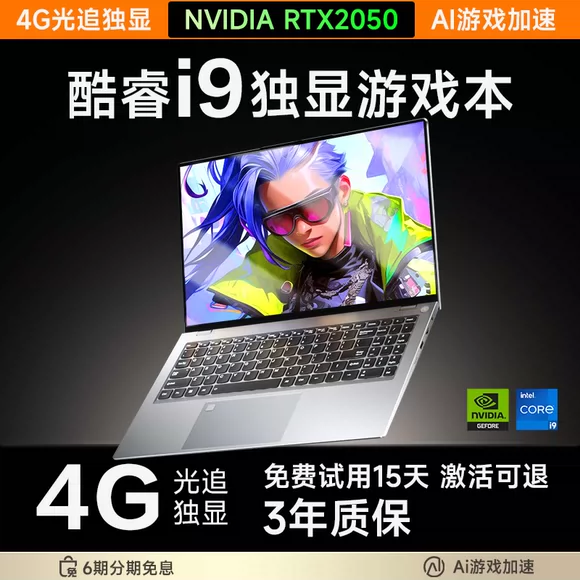 4G光追独显
NVIDIA RTX2050
AI游戏加速
酷睿i9独显游戏本
NVIDIA
GEFORE
intel
CORE
i9
4G
光追
独显
免费试用15天 激活可退
3年质保
6期分期免息
Ai游戏加速